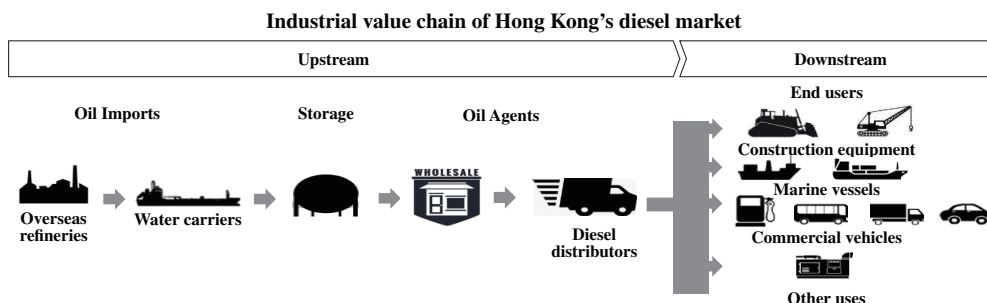 Industrial value chain of Hong Kong's diesel market
Upstream
Downstream
Oil Imports
Storage
Oil Agents
End users
Construction equipment
WHOLESALE
Marine vessels
Overseas
refineries
Water carriers
Diesel
distributors
Commercial vehicles
Other uses